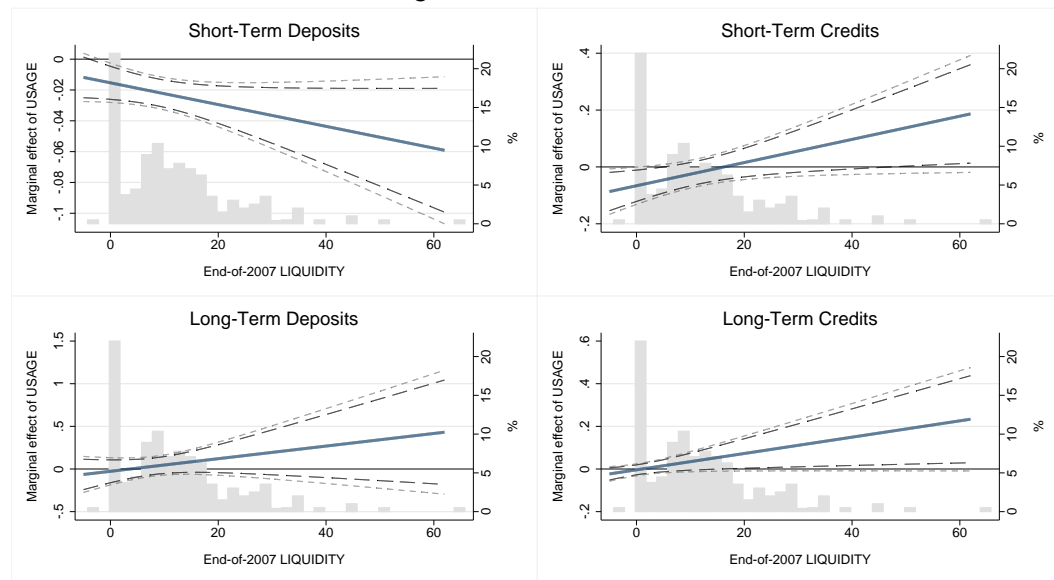 Short-Term Deposits
Marginal effect of USAGE
0
-.02
-.04
-.06
-.08
-.1
20
15
10
5
0
%
0 20 40 60
End-of-2007 LIQUIDITY
Short-Term Credits
Marginal effect of USAGE
.4
.2
0
-.2
20
15
10
5
0
%
0 20 40 60
End-of-2007 LIQUIDITY
Long-Term Deposits
Marginal effect of USAGE
1.5
1
.5
0
-.5
20
15
10
5
0
%
0 20 40 60
End-of-2007 LIQUIDITY
Long-Term Credits
Marginal effect of USAGE
.6
.4
.2
0
-.2
20
15
10
5
0
%
0 20 40 60
End-of-2007 LIQUIDITY